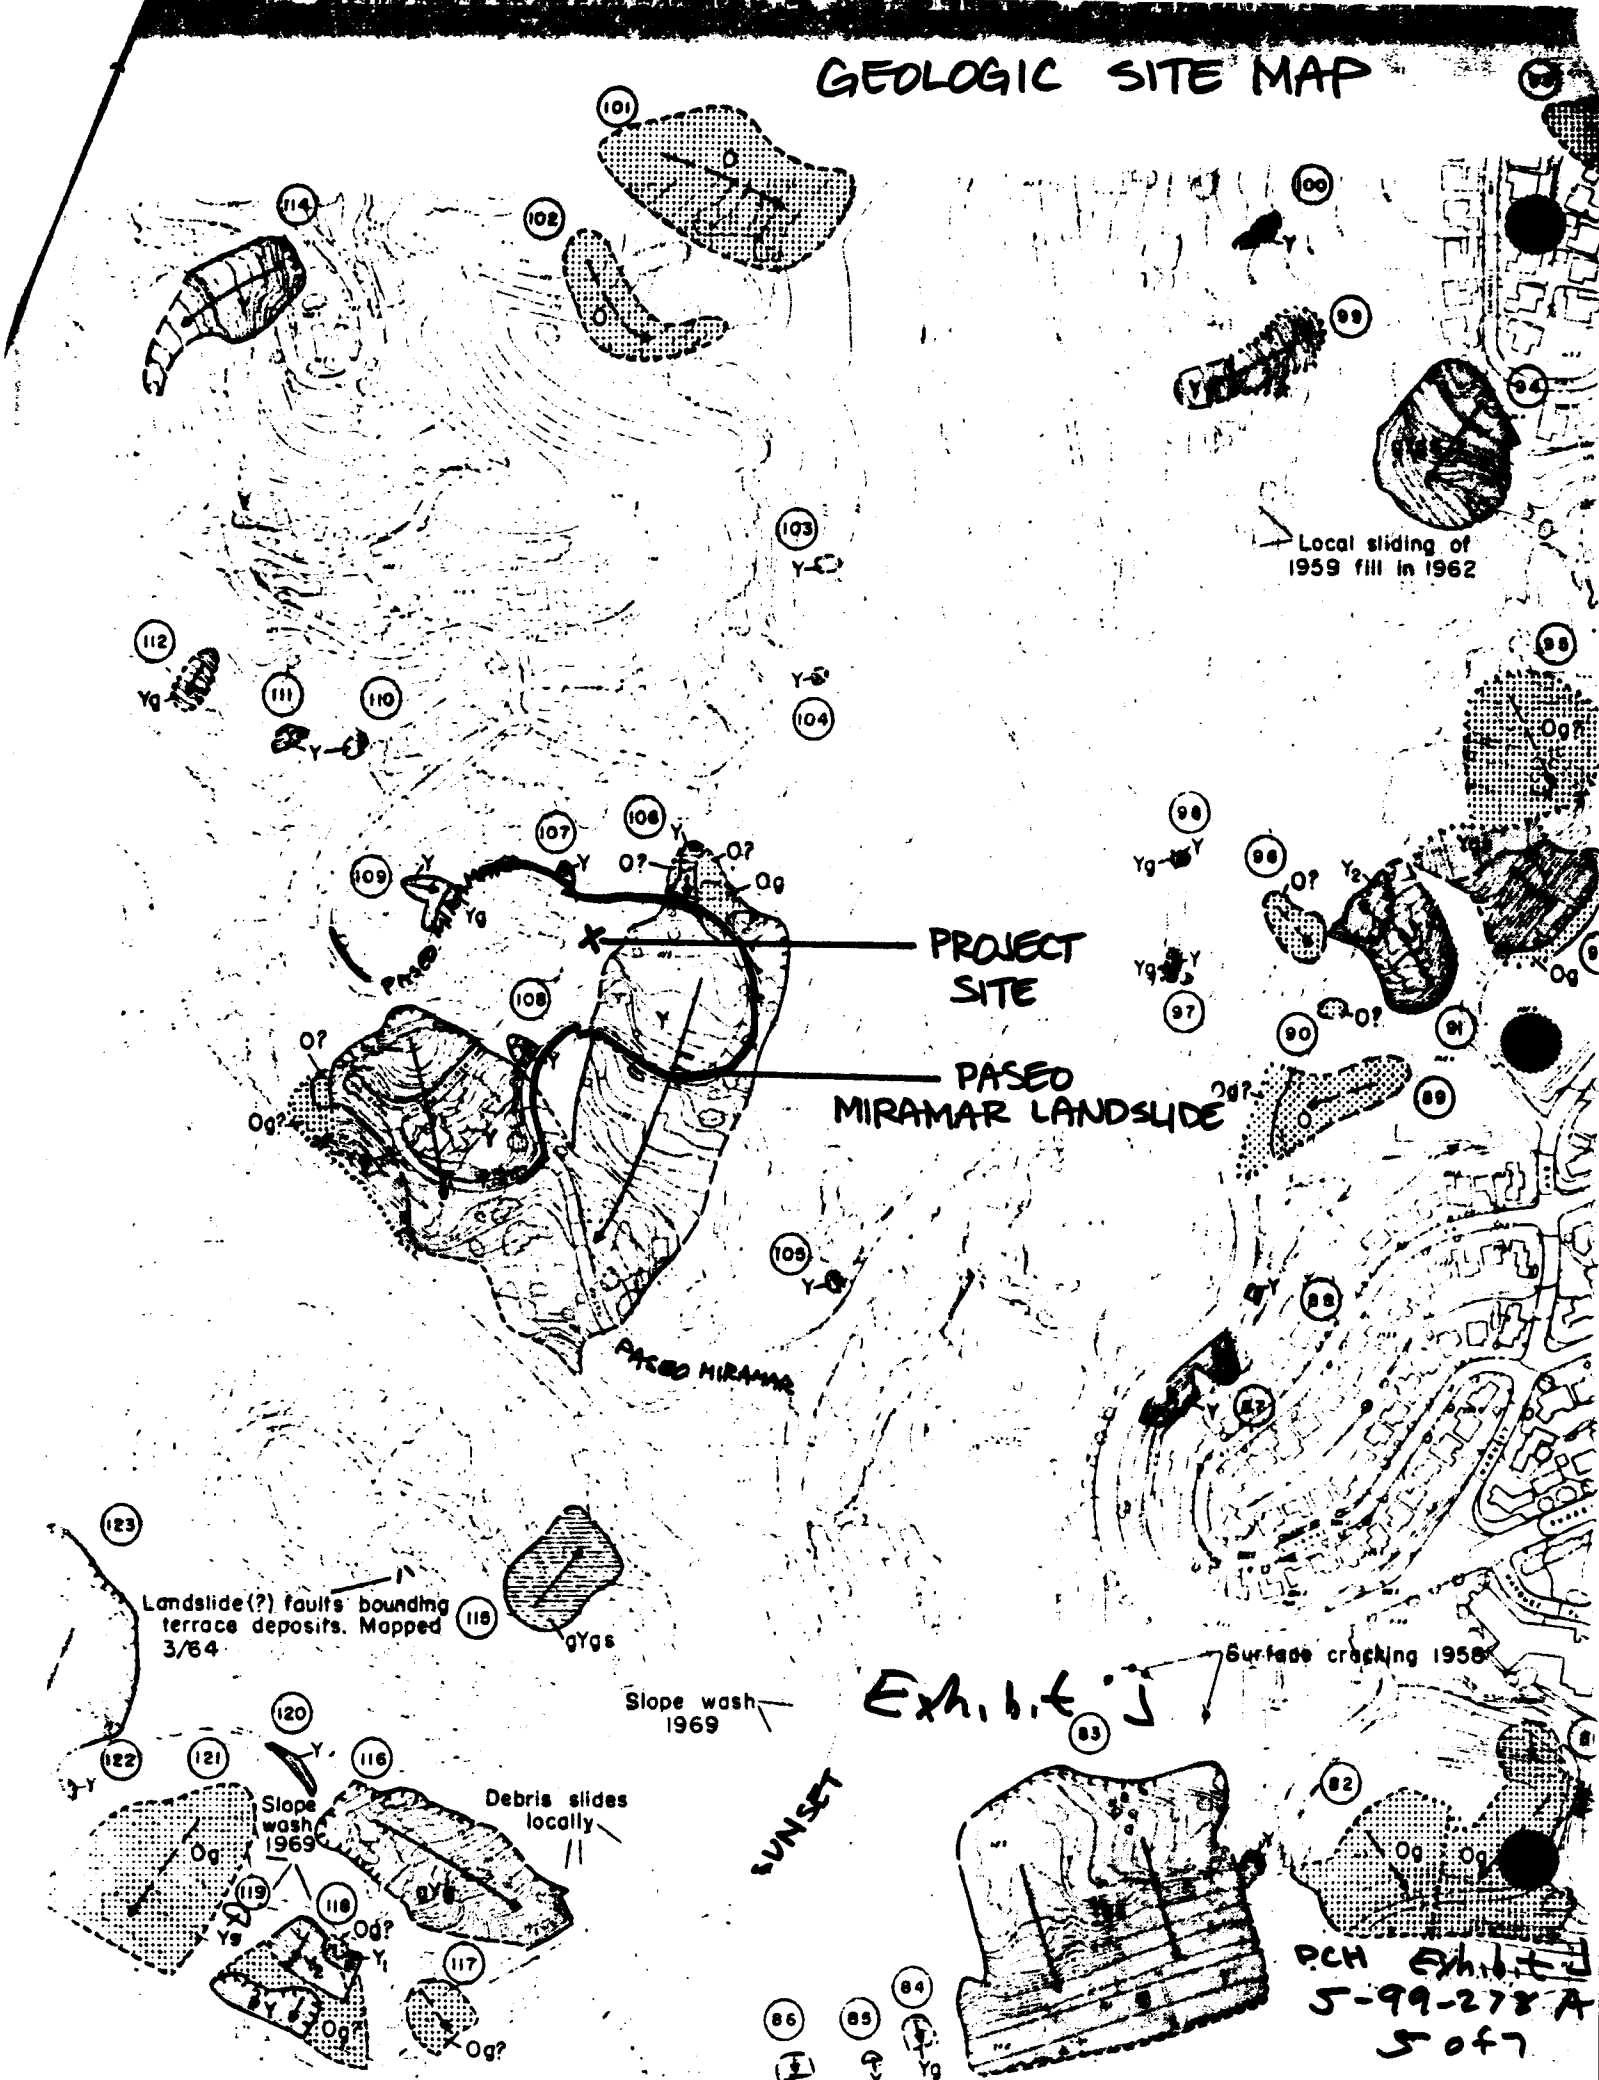 GEOLOGIC SITE MAP
101
100
114
102
O
Y
O
99
Y
94
103
Y
Local sliding of
1959 fill in 1962
112
95
Yg
111
110
Y
104
Y
Og?
98
107
106
Y
O?
O?
Y
Yg
Y
96
109
Y
Og
O?
Y2
Yg
PASEO MIRAMAR
X
PROJECT
SITE
Yg
Y
Og
97
108
Y
90
O?
91
O?
PASEO
MIRAMAR LANDSLIDE
Og?
89
O
Og?
Y
105
Y
Y
88
PASEO MIRAMAR
Y
87
123
Landslide(?) faults bounding
terrace deposits. Mapped
3/64
115
gYgs
Surface cracking 1958
Exhibit J
Slope wash
1969
120
83
122
121
Y
116
g-Y
82
Slope
wash
1969
Debris slides
locally
SUNSET
Og
gYg
Og
Og
119
118
Yg
Og?
Y1
Y2
117
Og?
Og?
PCH Exhibit J
5-99-278 A
5 of 7
84
86
85
Yg